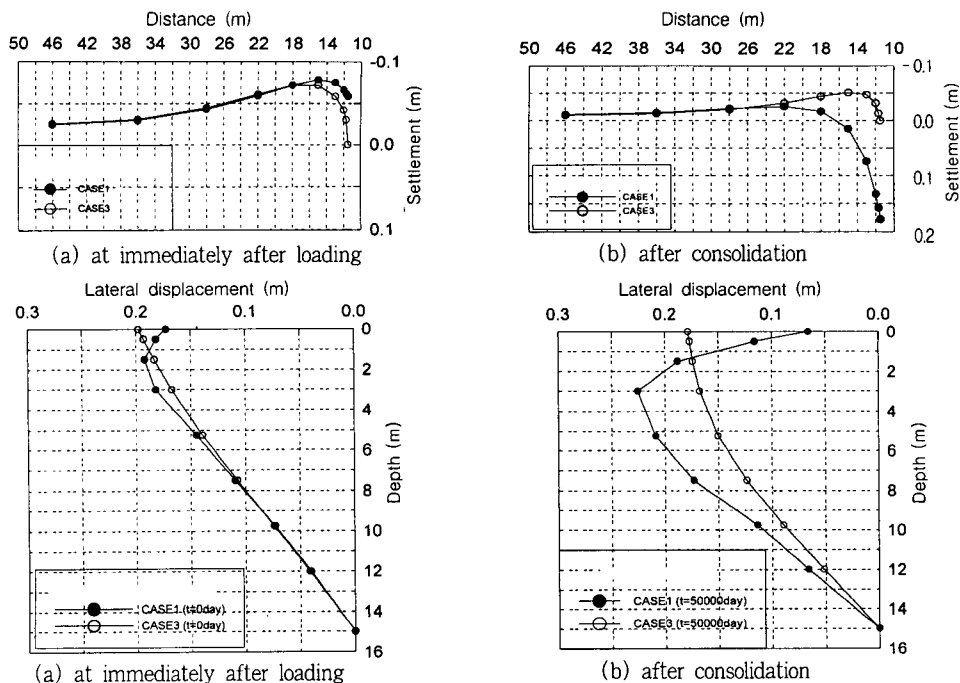 Distance (m)
50 46 42 38 34 30 26 22 18 14 10
-0.1
0.0
0.1
Settlement (m)
CASE1
CASE3
(a) at immediately after loading
Distance (m)
50 46 42 38 34 30 26 22 18 14 10
-0.1
0.0
0.1
0.2
Settlement (m)
CASE1
CASE3
(b) after consolidation
Lateral displacement (m)
0.3 0.2 0.1 0.0
0
2
4
6
8
10
12
14
16
Depth (m)
CASE1 (t=0day)
CASE3 (t=0day)
(a) at immediately after loading
Lateral displacement (m)
0.3 0.2 0.1 0.0
0
2
4
6
8
10
12
14
16
Depth (m)
CASE1 (t=50000day)
CASE3 (t=50000day)
(b) after consolidation